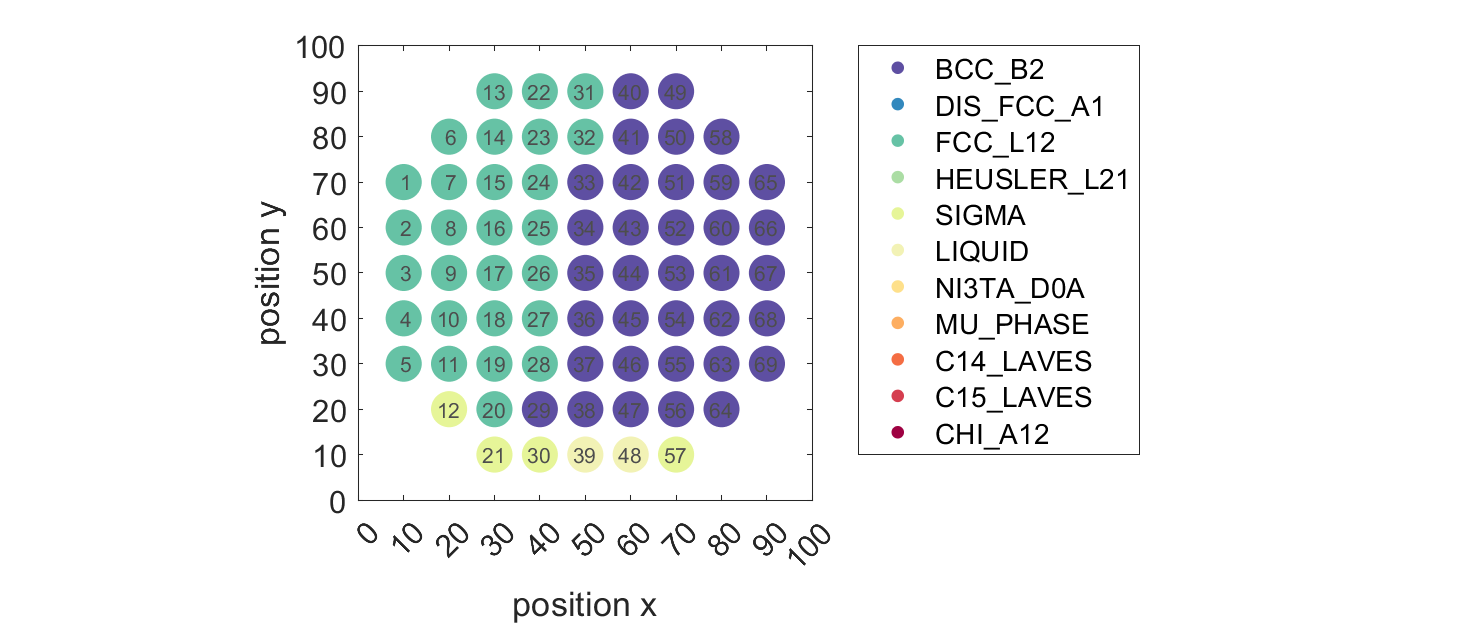 100
90
80
70
60
50
40
30
20
10
0
position y
13 22 31 40 49
6 14 23 32 41 50 58
1 7 15 24 33 42 51 59 65
2 8 16 25 34 43 52 60 66
3 9 17 26 35 44 53 61 67
4 10 18 27 36 45 54 62 68
5 11 19 28 37 46 55 63 69
12 20 29 38 47 56 64
21 30 39 48 57
0 10 20 30 40 50 60 70 80 90 100
position x
BCC_B2
DIS_FCC_A1
FCC_L12
HEUSLER_L21
SIGMA
LIQUID
NI3TA_D0A
MU_PHASE
C14_LAVES
C15_LAVES
CHI_A12